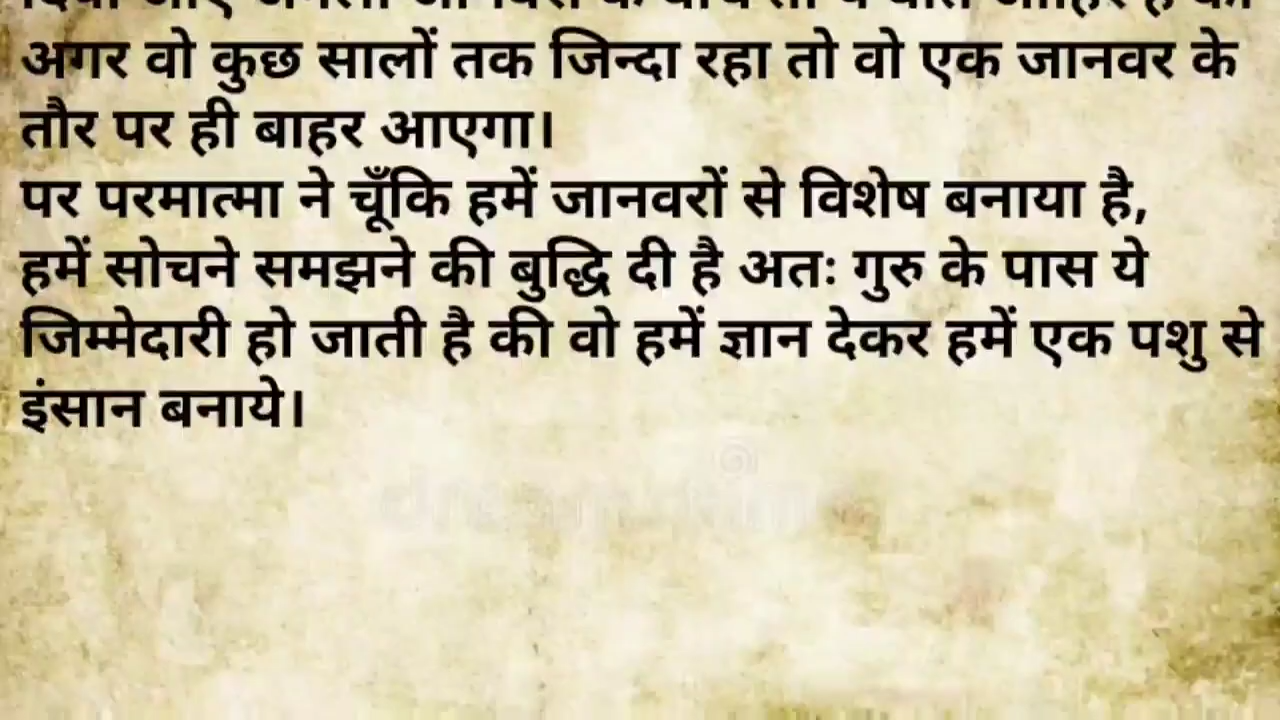 अगर वो कुछ सालों तक जिन्दा रहा तो वो एक जानवर के
तौर पर ही बाहर आएगा।
पर परमात्मा ने चूँकि हमें जानवरों से विशेष बनाया है,
हमें सोचने समझने की बुद्धि दी है अतः गुरु के पास ये
जिम्मेदारी हो जाती है की वो हमें ज्ञान देकर हमें एक पशु से
इंसान बनाये।